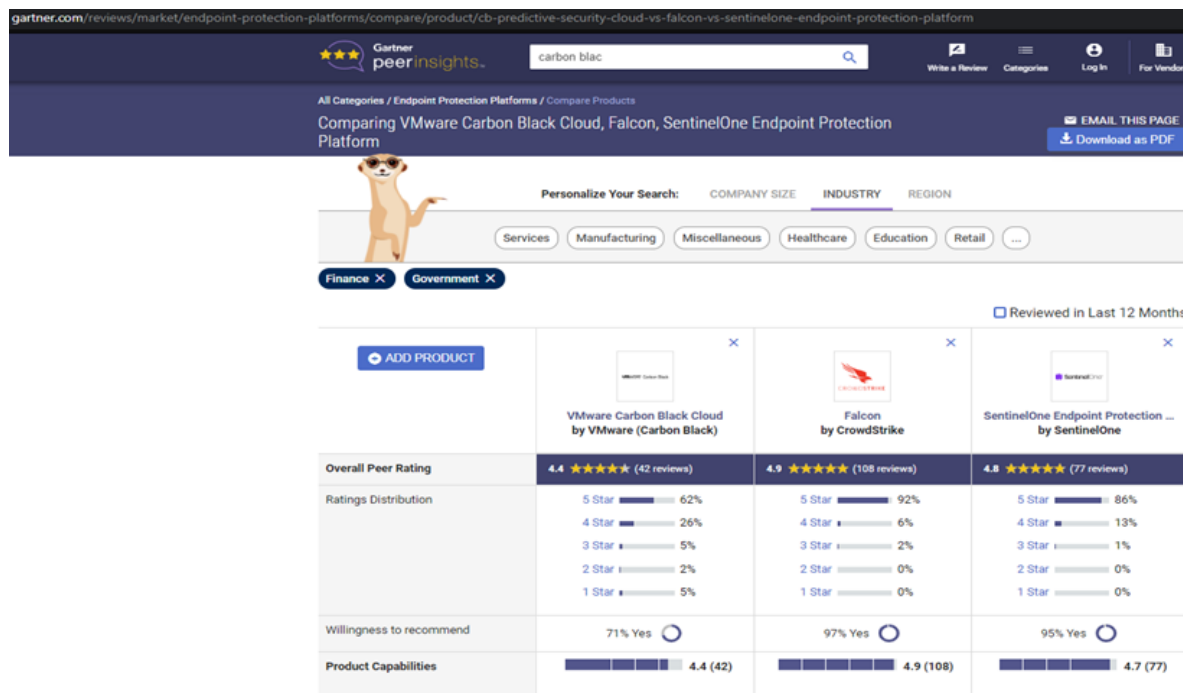 gartner.com/reviews/market/endpoint-protection-platforms/compare/product/cb-predictive-security-cloud-vs-falcon-vs-sentinelone-endpoint-protection-platform
Gartner
peerinsights
carbon blac
Write a Review Categories Log In For Vendor
All Categories / Endpoint Protection Platforms / Compare Products
Comparing VMware Carbon Black Cloud, Falcon, SentinelOne Endpoint Protection
Platform
EMAIL THIS PAGE
Download as PDF
Personalize Your Search: COMPANY SIZE INDUSTRY REGION
Services Manufacturing Miscellaneous Healthcare Education Retail ...
Finance X Government X
Reviewed in Last 12 Months
ADD PRODUCT
vmware Carbon Black CROWDSTRIKE SentinelOne
VMware Carbon Black Cloud Falcon SentinelOne Endpoint Protection ...
by VMware (Carbon Black) by CrowdStrike by SentinelOne
Overall Peer Rating 4.4 (42 reviews) 4.9 (108 reviews) 4.8 (77 reviews)
Ratings Distribution 5 Star 62% 5 Star 92% 5 Star 86%
4 Star 26% 4 Star 6% 4 Star 13%
3 Star 5% 3 Star 2% 3 Star 1%
2 Star 2% 2 Star 0% 2 Star 0%
1 Star 5% 1 Star 0% 1 Star 0%
Willingness to recommend 71% Yes 97% Yes 95% Yes
Product Capabilities 4.4 (42) 4.9 (108) 4.7 (77)